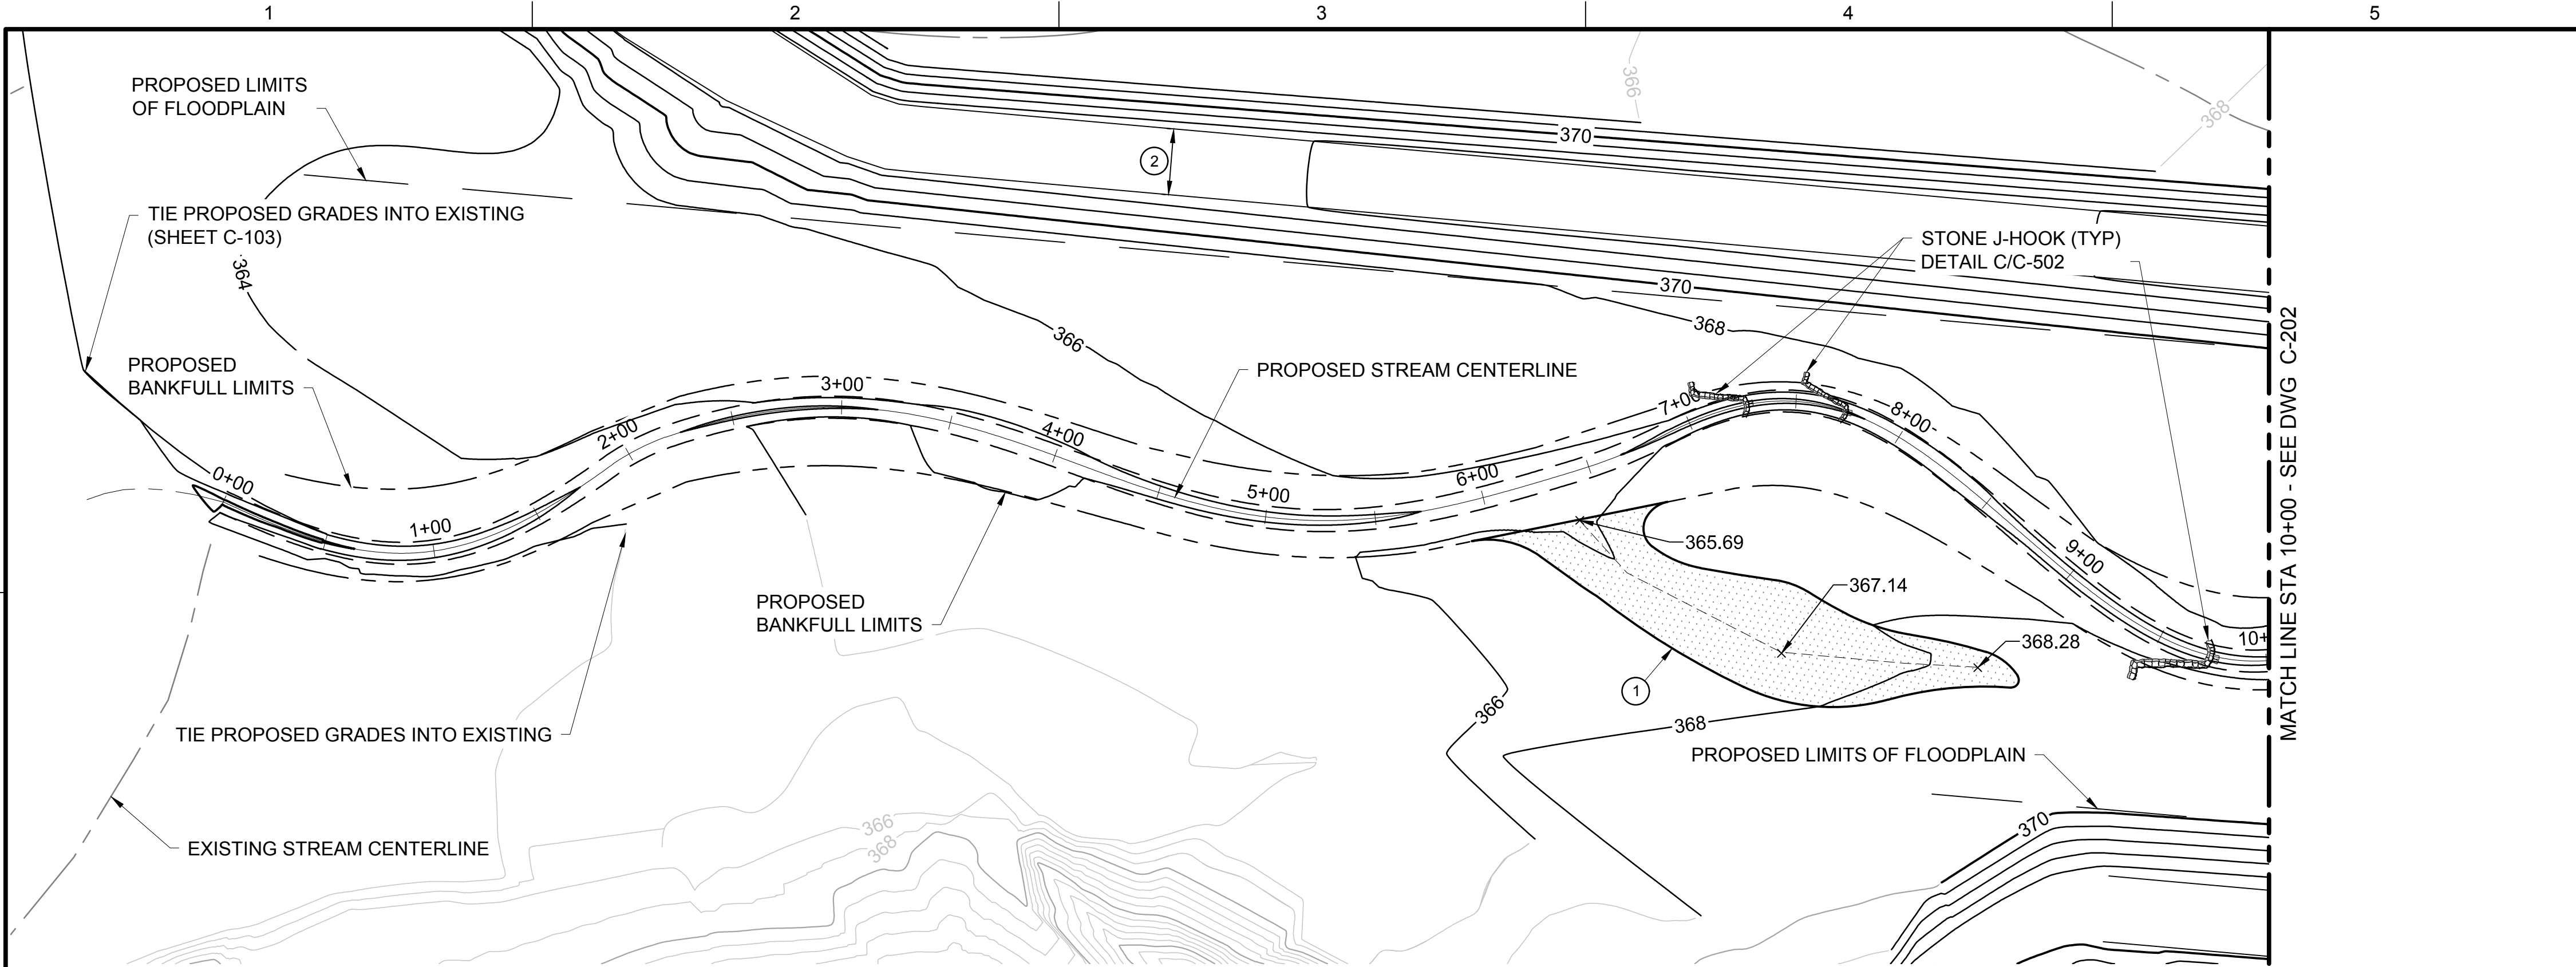 1
2
3
4
5
PROPOSED LIMITS
OF FLOODPLAIN
366
368
370
2
TIE PROPOSED GRADES INTO EXISTING
(SHEET C-103)
STONE J-HOOK (TYP)
DETAIL C/C-502
364
370
368
366
PROPOSED
BANKFULL LIMITS
PROPOSED STREAM CENTERLINE
MATCH LINE STA 10+00 - SEE DWG C-202
0+00
1+00
2+00
3+00
4+00
5+00
6+00
7+00
8+00
9+00
10+
365.69
367.14
368.28
PROPOSED
BANKFULL LIMITS
1
366
368
TIE PROPOSED GRADES INTO EXISTING
PROPOSED LIMITS OF FLOODPLAIN
370
EXISTING STREAM CENTERLINE
366
368